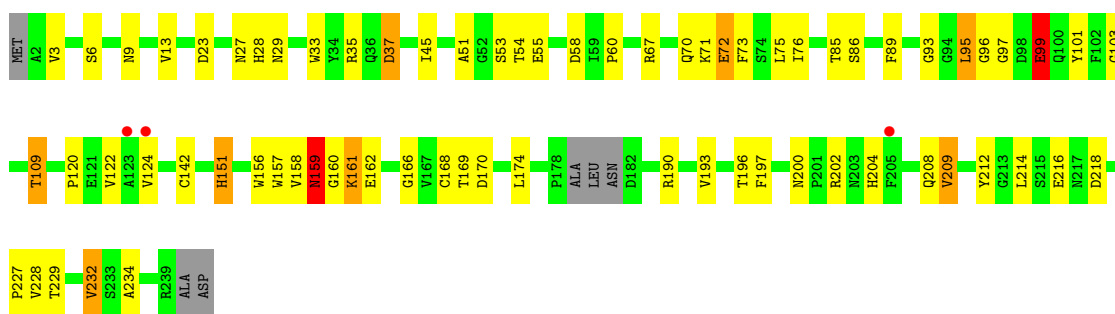 MET A2 V3 S6 N9 V13 D23 N27 H28 N29 W33 Y34 R35 Q36 D37 I45 A51 G52 S53 T54 E55 D58 I59 P60 R67 Q70 K71 E72 F73 S74 L75 I76 T85 S86 F89 G93 G94 L95 G96 G97 D98 E99 Q100 Y101 F102 G103
T109 P120 E121 V122 A123 V124 C142 H151 W156 W157 V158 N159 G160 K161 E162 G166 V167 C168 T169 D170 L174 P178 ALA LEU ASN D182 R190 V193 T196 F197 N200 P201 R202 N203 H204 F205 Q208 V209 Y212 G213 L214 S215 E216 N217 D218
P227 V228 T229 V232 S233 A234 R239 ALA ASP